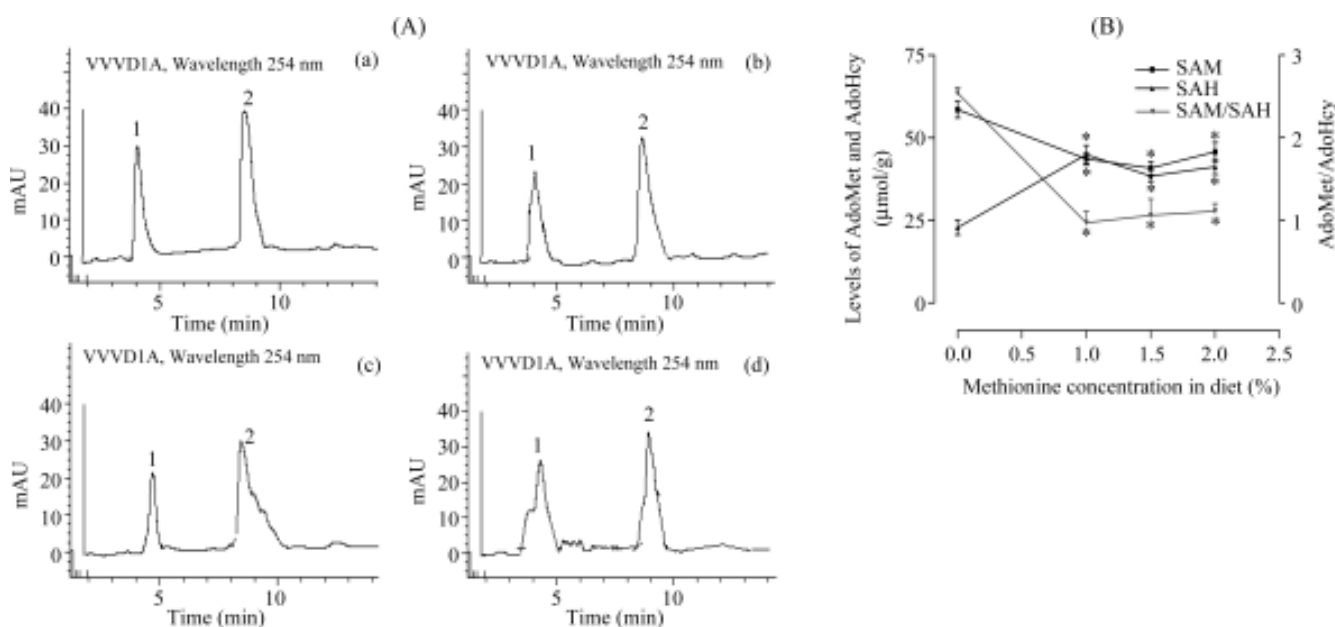 (A)
VVVD1A, Wavelength 254 nm (a)
mAU
40
30
20
10
0
1
2
5
10
Time (min)
VVVD1A, Wavelength 254 nm (b)
mAU
40
30
20
10
0
1
2
5
10
Time (min)
VVVD1A, Wavelength 254 nm (c)
mAU
40
30
20
10
0
1
2
5
10
Time (min)
VVVD1A, Wavelength 254 nm (d)
mAU
40
30
20
10
0
1
2
5
10
Time (min)
(B)
Levels of AdoMet and AdoHcy
(µmol/g)
75
50
25
0
SAM
SAH
SAM/SAH
* * *
* * *
* * *
3
2
1
0
AdoMet/AdoHcy
0.0 0.5 1.0 1.5 2.0 2.5
Methionine concentration in diet (%)